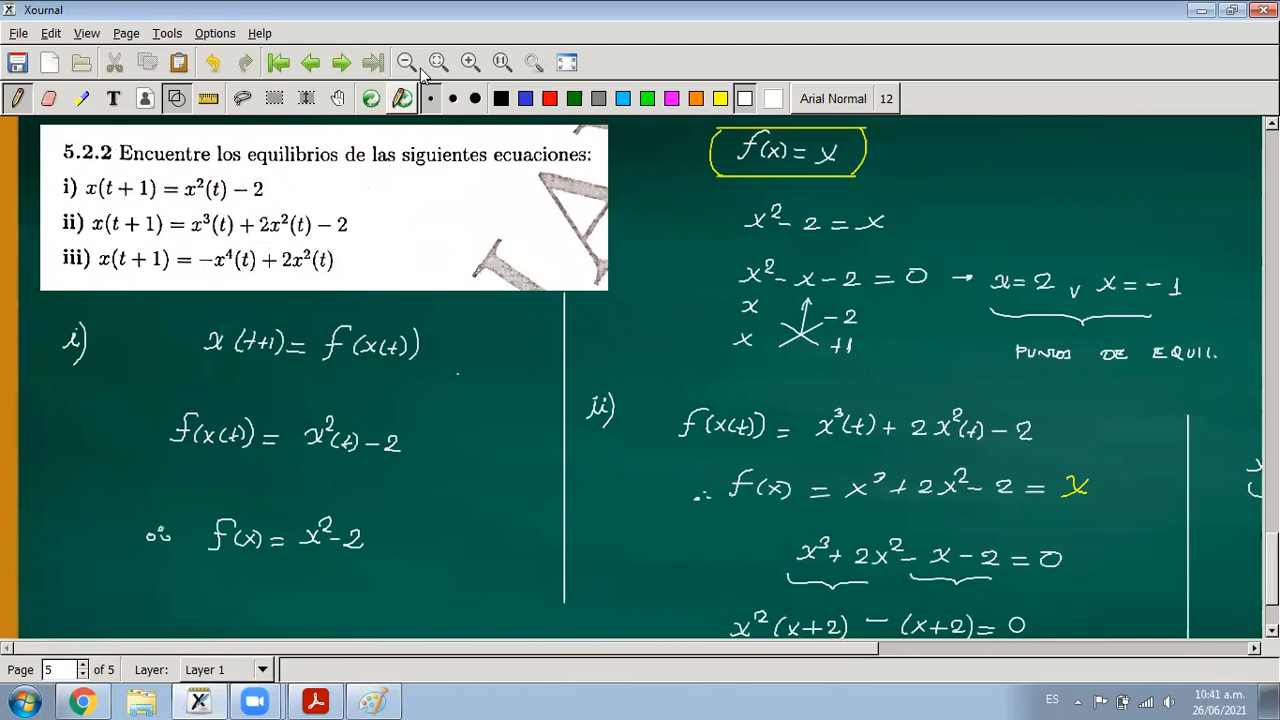 Xournal
File Edit View Page Tools Options Help
Arial Normal 12
5.2.2 Encuentre los equilibrios de las siguientes ecuaciones:
i) x(t + 1) = x²(t) − 2
ii) x(t + 1) = x³(t) + 2x²(t) − 2
iii) x(t + 1) = −x⁴(t) + 2x²(t)
i) x(t+1) = f(x(t))
f(x(t)) = x²(t) - 2
∴ f(x) = x² - 2
f(x) = x
x² - 2 = x
x² - x - 2 = 0 → x = 2 ∨ x = -1
x -2
x +1
PUNTOS DE EQUIL.
ii) f(x(t)) = x³(t) + 2x²(t) - 2
∴ f(x) = x³ + 2x² - 2 = x
x³ + 2x² - x - 2 = 0
x²(x+2) - (x+2) = 0
Page 5 of 5 Layer: Layer 1
ES 10:41 a.m.
26/06/2021